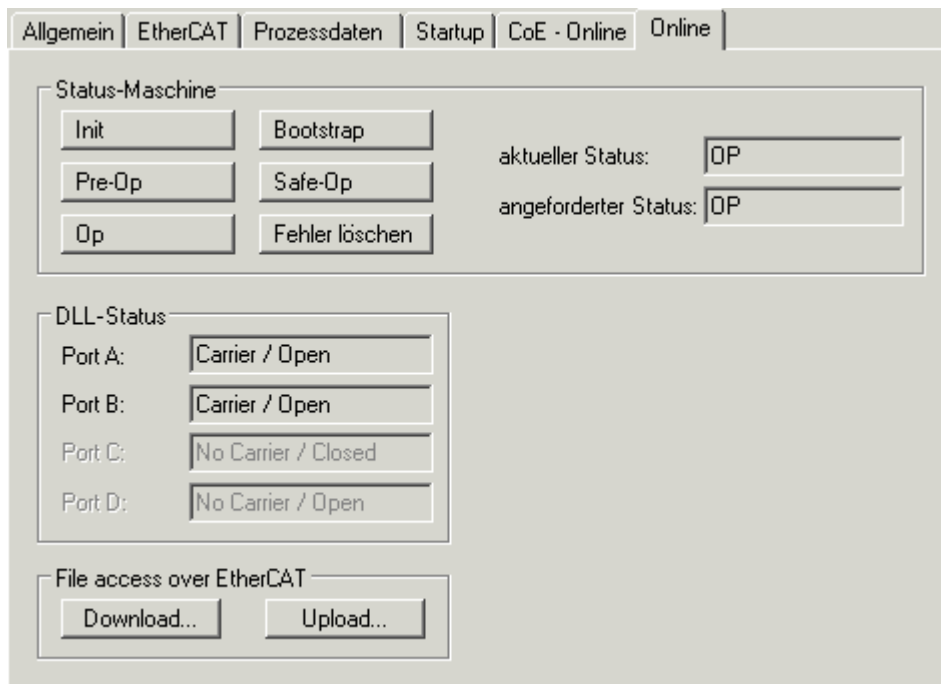 Allgemein EtherCAT Prozessdaten Startup CoE - Online Online
Status-Maschine
Init Bootstrap
aktueller Status: OP
Pre-Op Safe-Op
angeforderter Status: OP
Op Fehler löschen
DLL-Status
Port A: Carrier / Open
Port B: Carrier / Open
Port C: No Carrier / Closed
Port D: No Carrier / Open
File access over EtherCAT
Download... Upload...